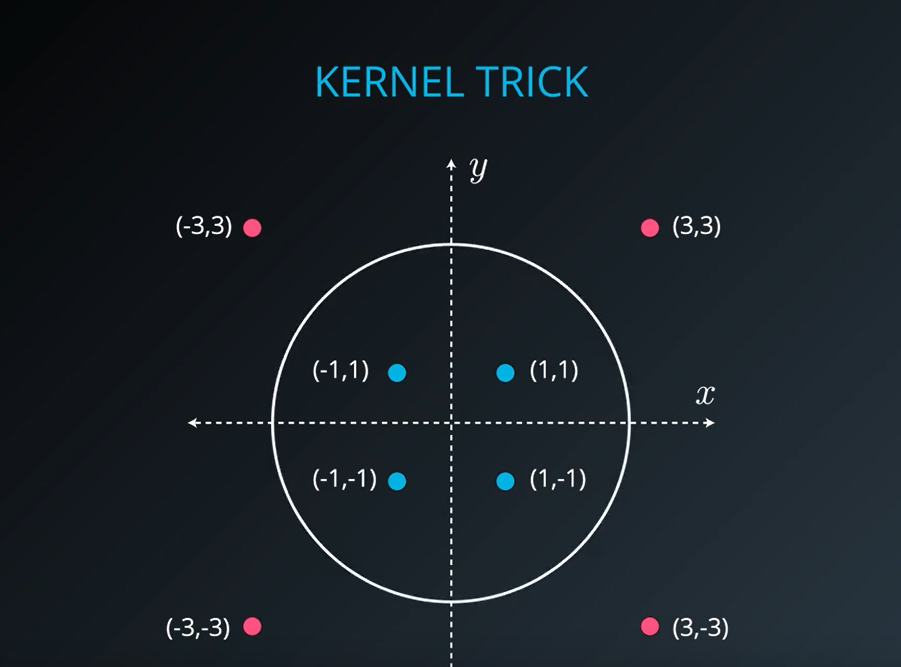 KERNEL TRICK
y
(-3,3)
(3,3)
(-1,1)
(1,1)
x
(-1,-1)
(1,-1)
(-3,-3)
(3,-3)